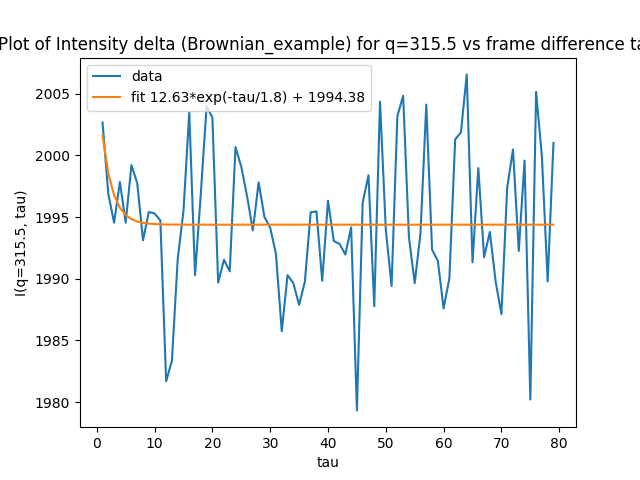 Plot of Intensity delta (Brownian_example) for q=315.5 vs frame difference ta
data
fit 12.63*exp(-tau/1.8) + 1994.38
I(q=315.5, tau)
2005
2000
1995
1990
1985
1980
0 10 20 30 40 50 60 70 80
tau